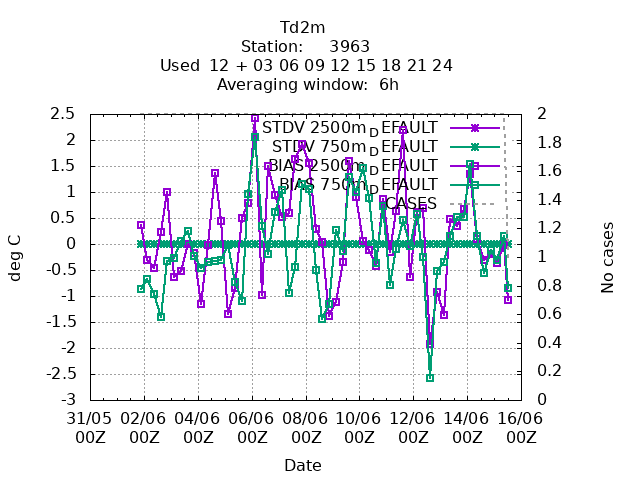 Td2m
Station: 3963
Used 12 + 03 06 09 12 15 18 21 24
Averaging window: 6h
STDV 2500m_DEFAULT
STDV 750m_DEFAULT
BIAS 2500m_DEFAULT
BIAS 750m_DEFAULT
CASES
deg C
2.5
2
1.5
1
0.5
0
-0.5
-1
-1.5
-2
-2.5
-3
No cases
2
1.8
1.6
1.4
1.2
1
0.8
0.6
0.4
0.2
0
31/05 02/06 04/06 06/06 08/06 10/06 12/06 14/06 16/06
00Z 00Z 00Z 00Z 00Z 00Z 00Z 00Z 00Z
Date